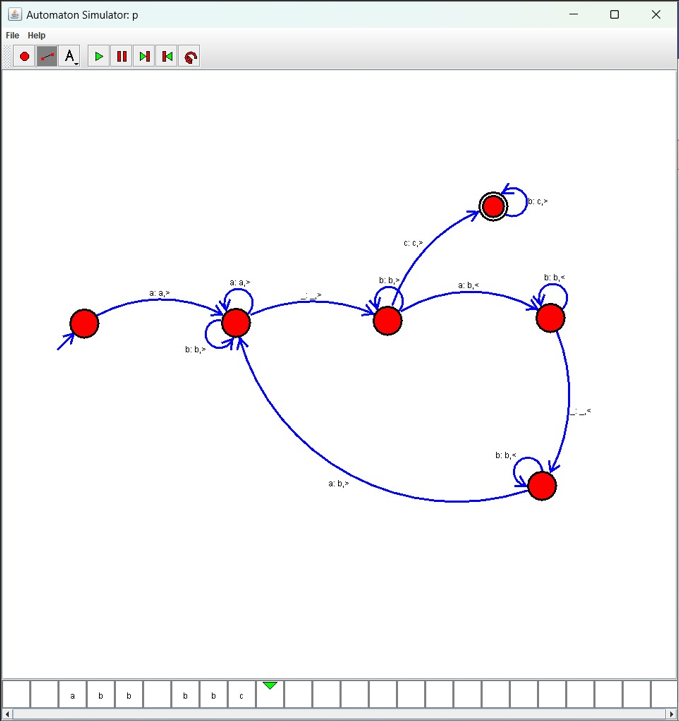 Automaton Simulator: p
File Help
A
b: c,>
c: c,>
a: a,>
a: a,>
_: _,>
b: b,>
a: b,<
b: b,<
b: b,>
_: _,<
b: b,<
a: b,>
a b b b b c